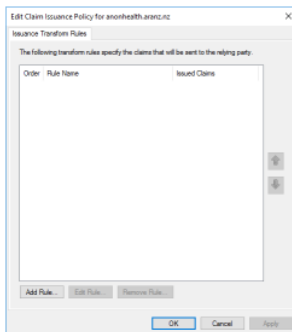 Edit Claim Issuance Policy for anonhealth.aranz.nz
Issuance Transform Rules
The following transform rules specify the claims that will be sent to the relying party.
Order Rule Name Issued Claims
Add Rule... Edit Rule... Remove Rule...
OK Cancel Apply